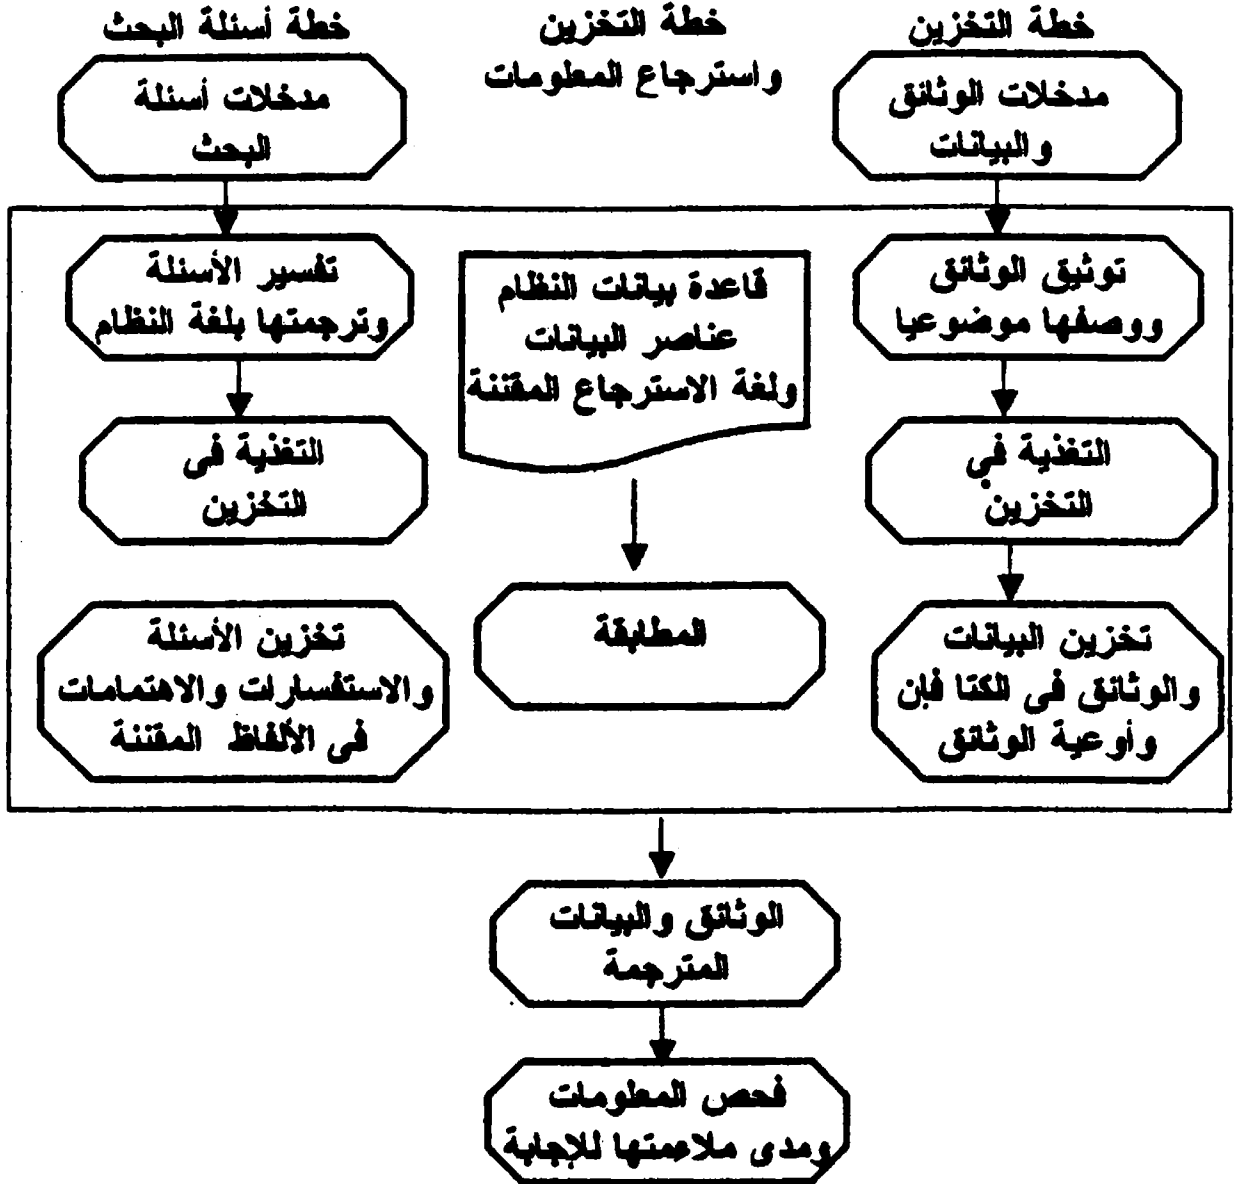 خطة التخزين
خطة التخزين
واسترجاع المعلومات
خطة أسئلة البحث
مدخلات الوثائق
والبيانات
مدخلات أسئلة
البحث
توثيق الوثائق
ووصفها موضوعيا
قاعدة بيانات النظام
عناصر البيانات
ولغة الاسترجاع المقننة
تفسير الأسئلة
وترجمتها بلغة النظام
التغذية في
التخزين
التغذية فى
التخزين
تخزين البيانات
والوثائق فى الكتا فإن
وأوعية الوثائق
المطابقة
تخزين الأسئلة
والاستفسارات والاهتمامات
فى الألفاظ المقننة
الوثائق والبيانات
المترجمة
فحص المعلومات
ومدى ملاءمتها للإجابة